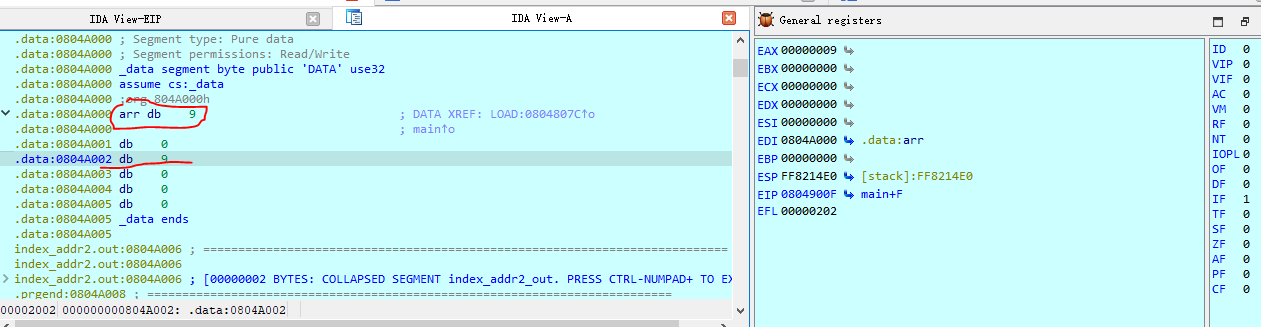 IDA View-EIP
IDA View-A
.data:0804A000 ; Segment type: Pure data
.data:0804A000 ; Segment permissions: Read/Write
.data:0804A000 _data segment byte public 'DATA' use32
.data:0804A000 assume cs:_data
.data:0804A000 ;org 804A000h
.data:0804A000 arr db 9 ; DATA XREF: LOAD:0804807C↑o
.data:0804A000 ; main↑o
.data:0804A001 db 0
.data:0804A002 db 9
.data:0804A003 db 0
.data:0804A004 db 0
.data:0804A005 db 0
.data:0804A005 _data ends
.data:0804A005
index_addr2.out:0804A006 ; ===========================================================================
index_addr2.out:0804A006
index_addr2.out:0804A006 ; [00000002 BYTES: COLLAPSED SEGMENT index_addr2_out. PRESS CTRL-NUMPAD+ TO EX
.prgend:0804A008 ; ===========================================================================
00002002 000000000804A002: .data:0804A002
General registers
EAX 00000009
EBX 00000000
ECX 00000000
EDX 00000000
ESI 00000000
EDI 0804A000 .data:arr
EBP 00000000
ESP FF8214E0 [stack]:FF8214E0
EIP 0804900F main+F
EFL 00000202
ID 0
VIP 0
VIF 0
AC 0
VM 0
RF 0
NT 0
IOPL 0
OF 0
DF 0
IF 1
TF 0
SF 0
ZF 0
AF 0
PF 0
CF 0